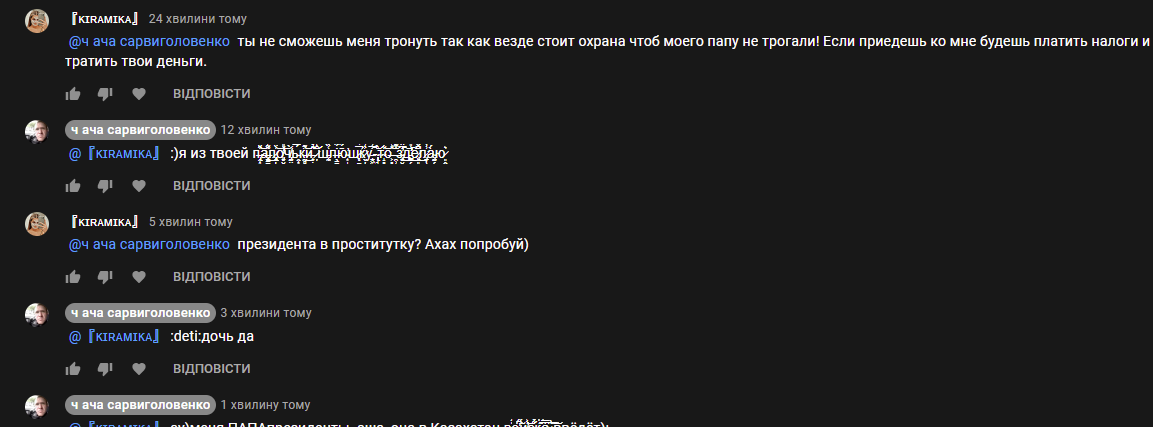 『KIRAMIKA』 24 хвилини тому
@ч ача сарвиголовенко ты не сможешь меня тронуть так как везде стоит охрана чтоб моего папу не трогали! Если приедешь ко мне будешь платить налоги и
тратить твои деньги.
ВІДПОВІСТИ
ч ача сарвиголовенко 12 хвилин тому
@『KIRAMIKA』 :)я из твоей папочьки шлюшку-то зделаю
ВІДПОВІСТИ
『KIRAMIKA』 5 хвилин тому
@ч ача сарвиголовенко президента в проститутку? Ахах попробуй)
ВІДПОВІСТИ
ч ача сарвиголовенко 3 хвилини тому
@『KIRAMIKA』 :deti:дочь да
ВІДПОВІСТИ
ч ача сарвиголовенко 1 хвилину тому
@『KIRAMIKA』 в Казахстан